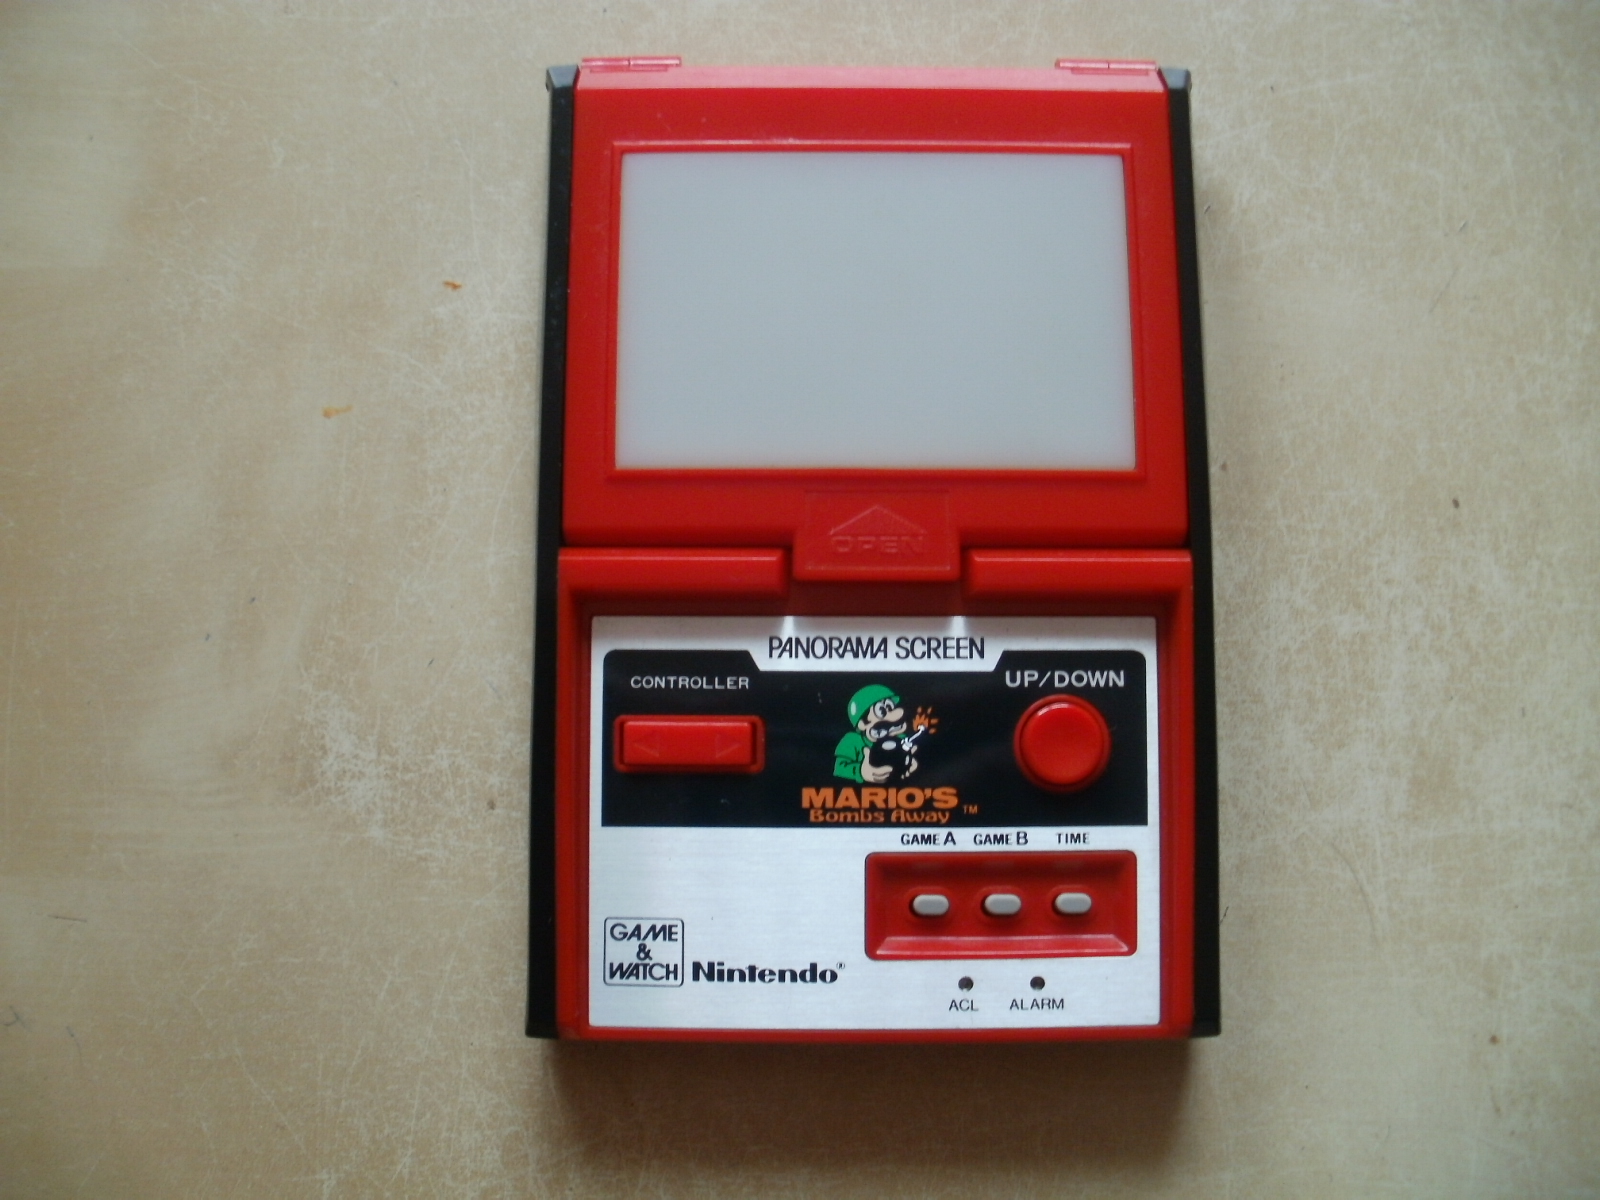 OPEN
PANORAMA SCREEN
CONTROLLER
UP/DOWN
MARIO'S
Bombs Away ™
GAME A GAME B TIME
GAME
&
WATCH
Nintendo®
ACL ALARM